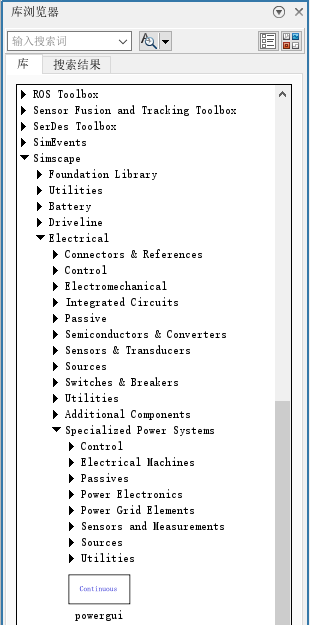 库浏览器
输入搜索词
库 搜索结果
ROS Toolbox
Sensor Fusion and Tracking Toolbox
SerDes Toolbox
SimEvents
Simscape
Foundation Library
Utilities
Battery
Driveline
Electrical
Connectors & References
Control
Electromechanical
Integrated Circuits
Passive
Semiconductors & Converters
Sensors & Transducers
Sources
Switches & Breakers
Utilities
Additional Components
Specialized Power Systems
Control
Electrical Machines
Passives
Power Electronics
Power Grid Elements
Sensors and Measurements
Sources
Utilities
Continuous
powergui